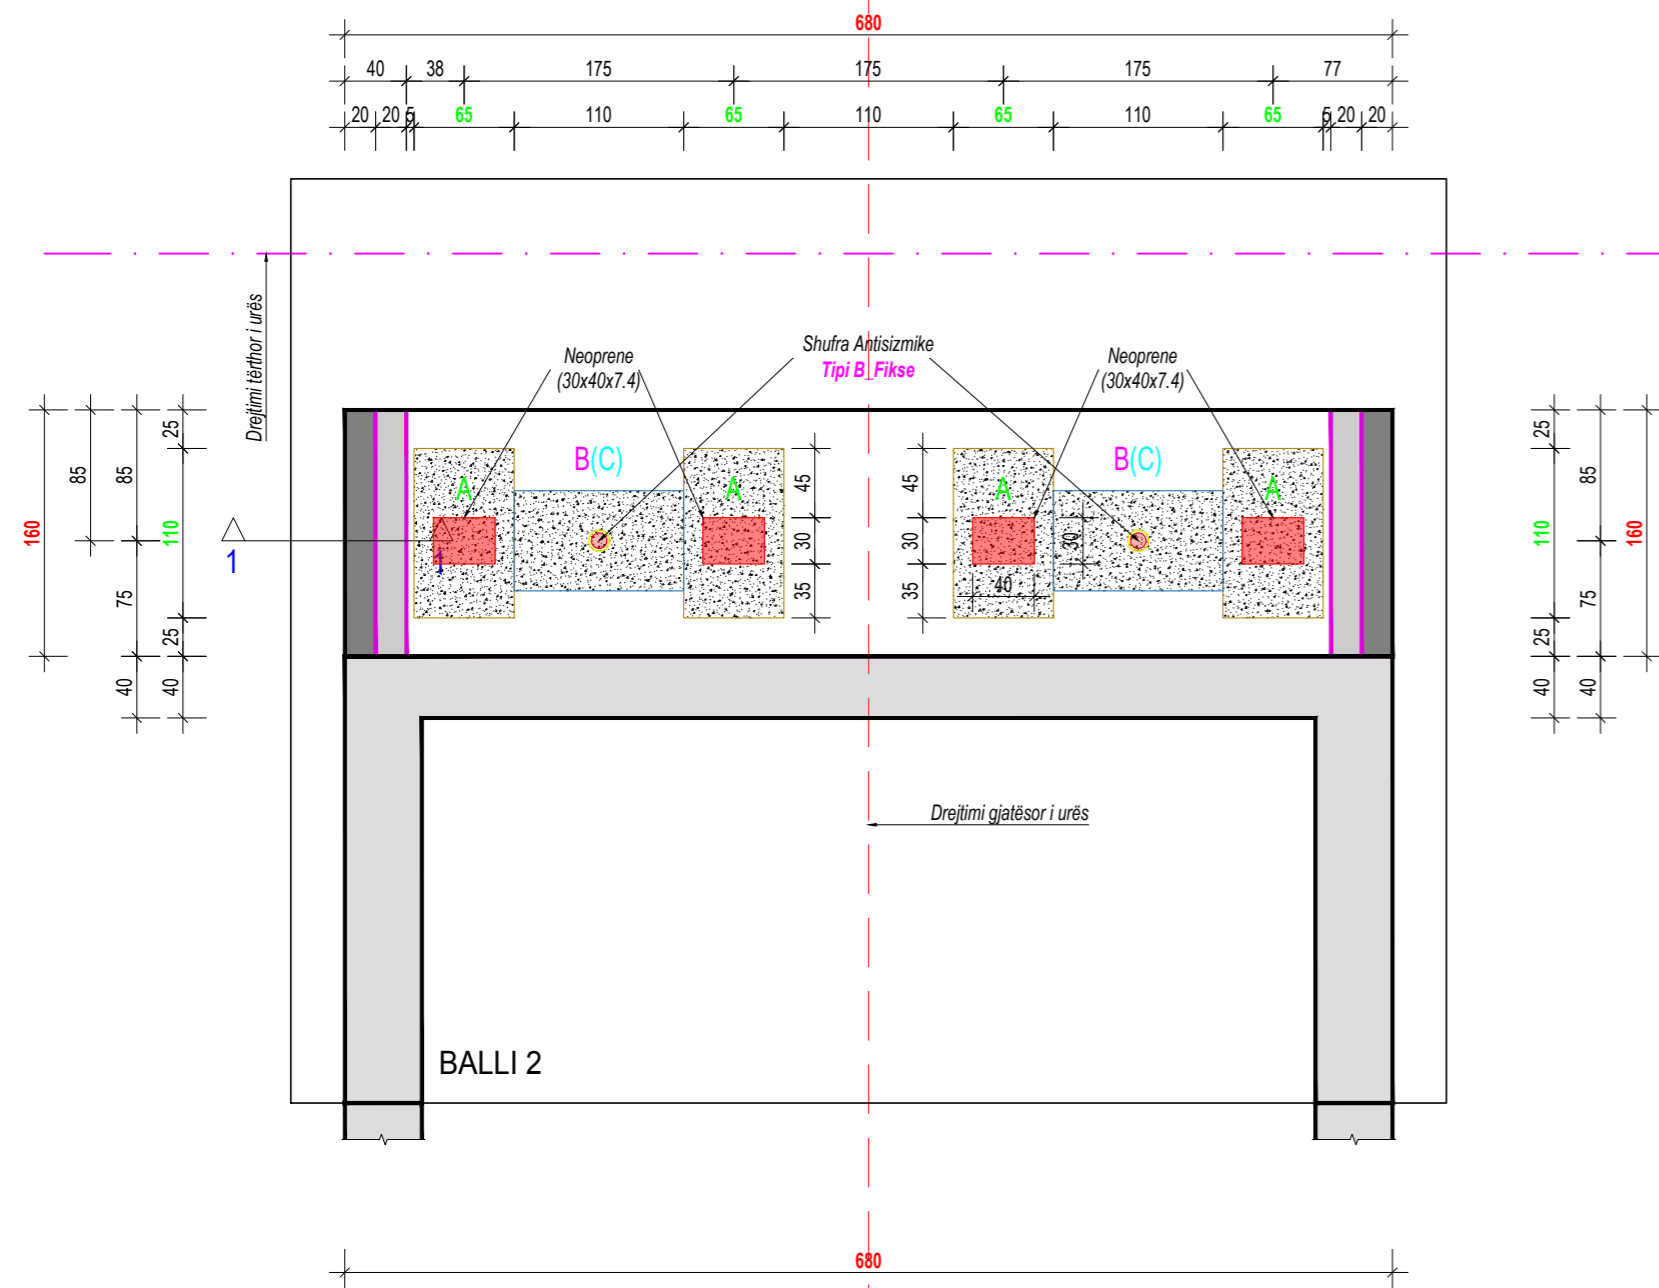 680
40 38 175 175 175 77
20 20 5 65 110 65 110 65 110 65 5 20 20
Drejtimi tërthor i urës
Neoprene
(30x40x7.4)
Shufra Antisizmike
Tipi B_Fikse
Neoprene
(30x40x7.4)
160 85 85 110 25
75 25
40 40
1 1
A B(C) A
45
30
35
45
30
35
A B(C) A
30
40
25 85
110 160
25 75
40 40
Drejtimi gjatësor i urës
BALLI 2
680